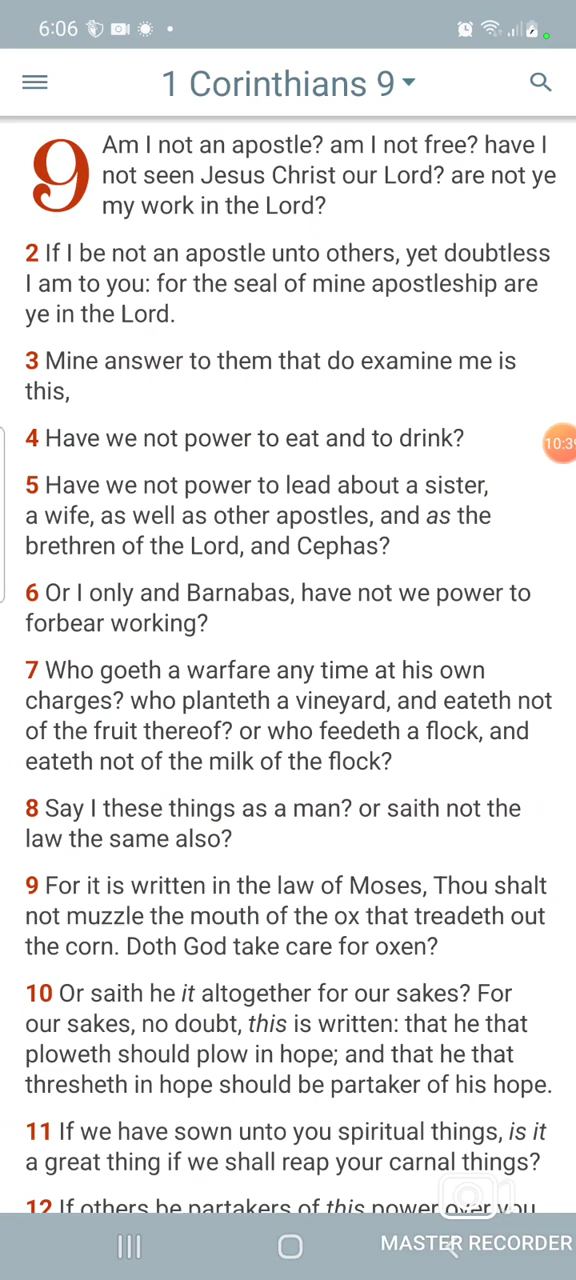 6:06
1 Corinthians 9
9 Am I not an apostle? am I not free? have I
not seen Jesus Christ our Lord? are not ye
my work in the Lord?
2 If I be not an apostle unto others, yet doubtless
I am to you: for the seal of mine apostleship are
ye in the Lord.
3 Mine answer to them that do examine me is
this,
4 Have we not power to eat and to drink?
10:39
5 Have we not power to lead about a sister,
a wife, as well as other apostles, and as the
brethren of the Lord, and Cephas?
6 Or I only and Barnabas, have not we power to
forbear working?
7 Who goeth a warfare any time at his own
charges? who planteth a vineyard, and eateth not
of the fruit thereof? or who feedeth a flock, and
eateth not of the milk of the flock?
8 Say I these things as a man? or saith not the
law the same also?
9 For it is written in the law of Moses, Thou shalt
not muzzle the mouth of the ox that treadeth out
the corn. Doth God take care for oxen?
10 Or saith he it altogether for our sakes? For
our sakes, no doubt, this is written: that he that
ploweth should plow in hope; and that he that
thresheth in hope should be partaker of his hope.
11 If we have sown unto you spiritual things, is it
a great thing if we shall reap your carnal things?
12 If others be partakers of this power over you,
MASTER RECORDER